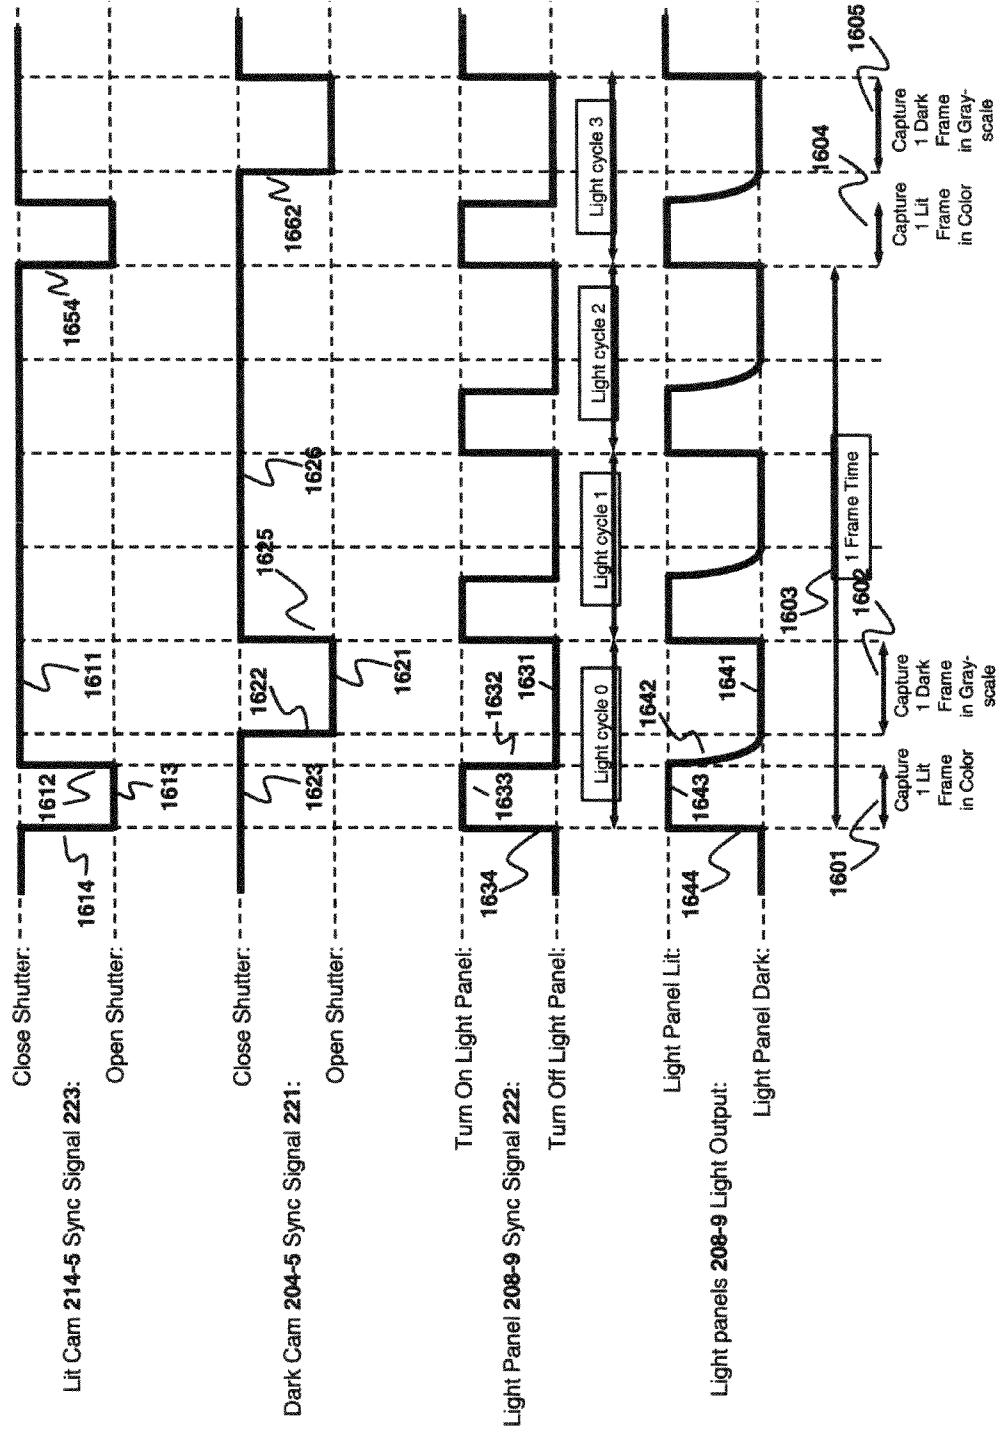 Lit Cam 214-5 Sync Signal 223:
Close Shutter:
Open Shutter:
1614
1612
1613
1611
1654
Dark Cam 204-5 Sync Signal 221:
Close Shutter:
Open Shutter:
1623
1622
1621
1625
1626
1662
Light Panel 208-9 Sync Signal 222:
Turn On Light Panel:
Turn Off Light Panel:
1634
1633
1632
1631
Light cycle 0
Light cycle 1
Light cycle 2
Light cycle 3
Light panels 208-9 Light Output:
Light Panel Lit:
Light Panel Dark:
1644
1643
1642
1641
1603
1 Frame Time
1601
1602
1604
1605
Capture
1 Lit
Frame
in Color
Capture
1 Dark
Frame
in Gray-
scale
Capture
1 Lit
Frame
in Color
Capture
1 Dark
Frame
in Gray-
scale